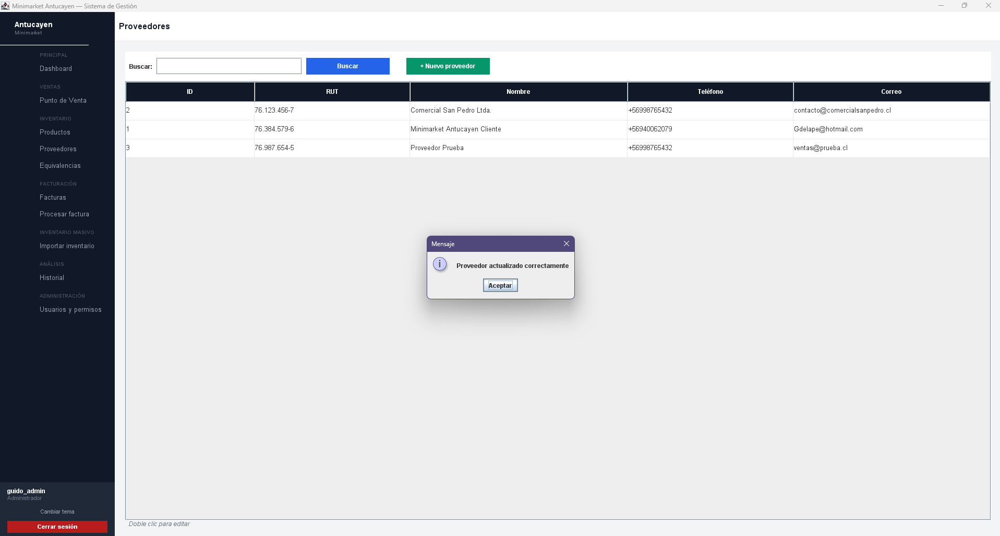 Minimarket Antucayen — Sistema de Gestión
Antucayen
Minimarket
PRINCIPAL
Dashboard
VENTAS
Punto de Venta
INVENTARIO
Productos
Proveedores
Equivalencias
FACTURACIÓN
Facturas
Procesar factura
INVENTARIO MASIVO
Importar inventario
ANÁLISIS
Historial
ADMINISTRACIÓN
Usuarios y permisos
guido_admin
Administrador
Cambiar tema
Cerrar sesión
Proveedores
Buscar: Buscar + Nuevo proveedor
ID RUT Nombre Teléfono Correo
2 76.123.456-7 Comercial San Pedro Ltda. +56998765432 contacto@comercialsanpedro.cl
1 76.384.579-6 Minimarket Antucayen Cliente +56940062079 Gdelape@hotmail.com
3 76.987.654-5 Proveedor Prueba +56998765432 ventas@prueba.cl
Mensaje
i Proveedor actualizado correctamente
Aceptar
Doble clic para editar